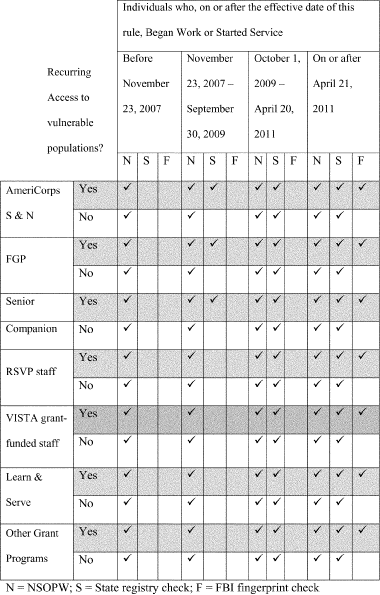 Individuals who, on or after the effective date of this
rule, Began Work or Started Service
Recurring
Access to
vulnerable
populations?
Before
November
23, 2007
November
23, 2007 –
September
30, 2009
October 1,
2009 –
April 20,
2011
On or after
April 21,
2011
N S F N S F N S F N S F
AmeriCorps Yes ✓ ✓ ✓ ✓ ✓ ✓ ✓ ✓
S & N No ✓ ✓ ✓ ✓ ✓ ✓
FGP Yes ✓ ✓ ✓ ✓ ✓ ✓ ✓ ✓
No ✓ ✓ ✓ ✓ ✓ ✓
Senior Yes ✓ ✓ ✓ ✓ ✓ ✓ ✓ ✓
Companion No ✓ ✓ ✓ ✓ ✓ ✓
RSVP staff Yes ✓ ✓ ✓ ✓ ✓ ✓ ✓
No ✓ ✓ ✓ ✓ ✓ ✓
VISTA grant- Yes ✓ ✓ ✓ ✓ ✓ ✓ ✓
funded staff No ✓ ✓ ✓ ✓ ✓ ✓
Learn & Yes ✓ ✓ ✓ ✓ ✓ ✓ ✓
Serve No ✓ ✓ ✓ ✓ ✓ ✓
Other Grant Yes ✓ ✓ ✓ ✓ ✓ ✓ ✓
Programs No ✓ ✓ ✓ ✓ ✓ ✓
N = NSOPW; S = State registry check; F = FBI fingerprint check